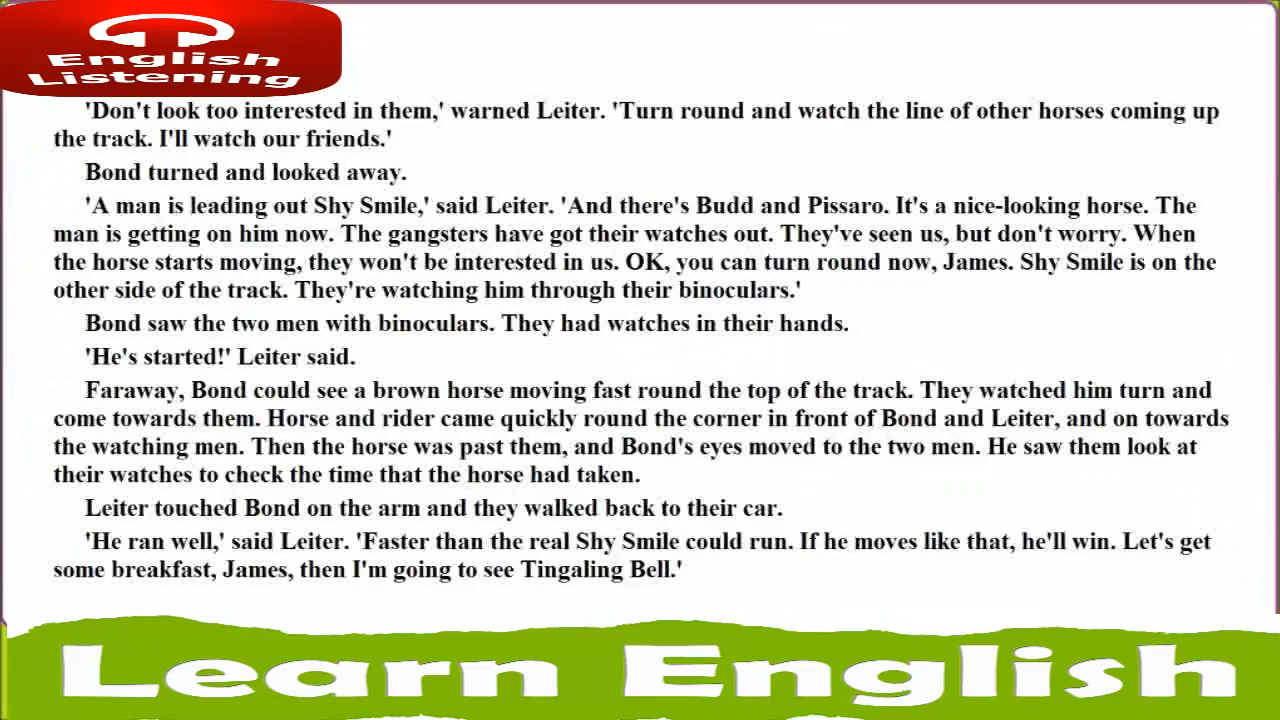 English
Listening
'Don't look too interested in them,' warned Leiter. 'Turn round and watch the line of other horses coming up
the track. I'll watch our friends.'
Bond turned and looked away.
'A man is leading out Shy Smile,' said Leiter. 'And there's Budd and Pissaro. It's a nice-looking horse. The
man is getting on him now. The gangsters have got their watches out. They've seen us, but don't worry. When
the horse starts moving, they won't be interested in us. OK, you can turn round now, James. Shy Smile is on the
other side of the track. They're watching him through their binoculars.'
Bond saw the two men with binoculars. They had watches in their hands.
'He's started!' Leiter said.
Faraway, Bond could see a brown horse moving fast round the top of the track. They watched him turn and
come towards them. Horse and rider came quickly round the corner in front of Bond and Leiter, and on towards
the watching men. Then the horse was past them, and Bond's eyes moved to the two men. He saw them look at
their watches to check the time that the horse had taken.
Leiter touched Bond on the arm and they walked back to their car.
'He ran well,' said Leiter. 'Faster than the real Shy Smile could run. If he moves like that, he'll win. Let's get
some breakfast, James, then I'm going to see Tingaling Bell.'
Learn English